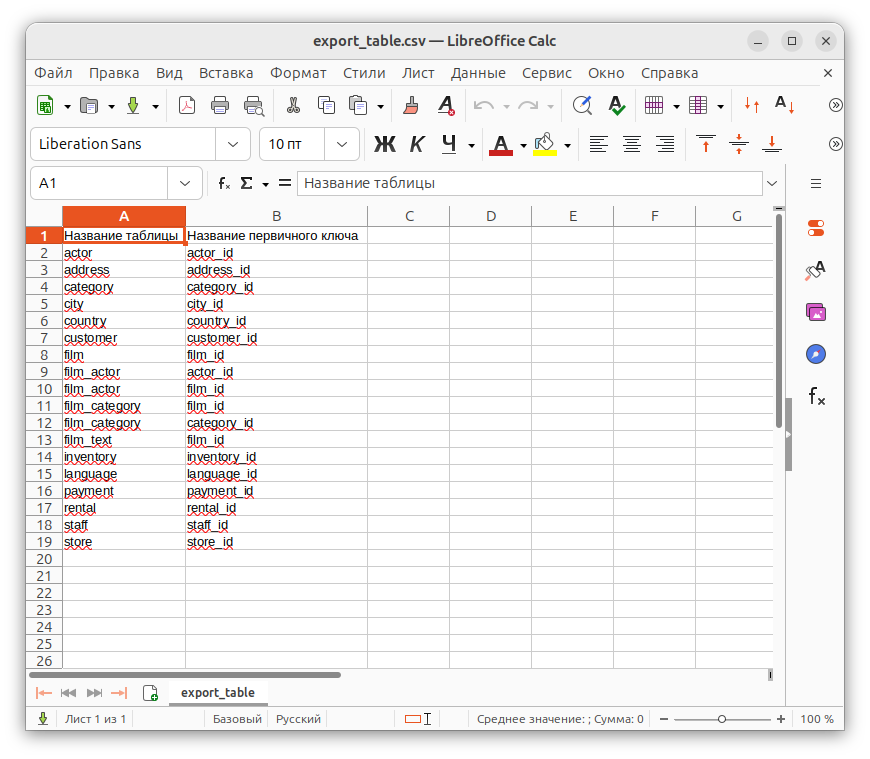 export_table.csv — LibreOffice Calc
Файл Правка Вид Вставка Формат Стили Лист Данные Сервис Окно Справка
Liberation Sans 10 пт Ж К Ч A
A1 fx Σ = Название таблицы
A B C D E F G
1 Название таблицы Название первичного ключа
2 actor actor_id
3 address address_id
4 category category_id
5 city city_id
6 country country_id
7 customer customer_id
8 film film_id
9 film_actor actor_id
10 film_actor film_id
11 film_category film_id
12 film_category category_id
13 film_text film_id
14 inventory inventory_id
15 language language_id
16 payment payment_id
17 rental rental_id
18 staff staff_id
19 store store_id
20
21
22
23
24
25
26
export_table
Лист 1 из 1 Базовый Русский Среднее значение: ; Сумма: 0 100 %